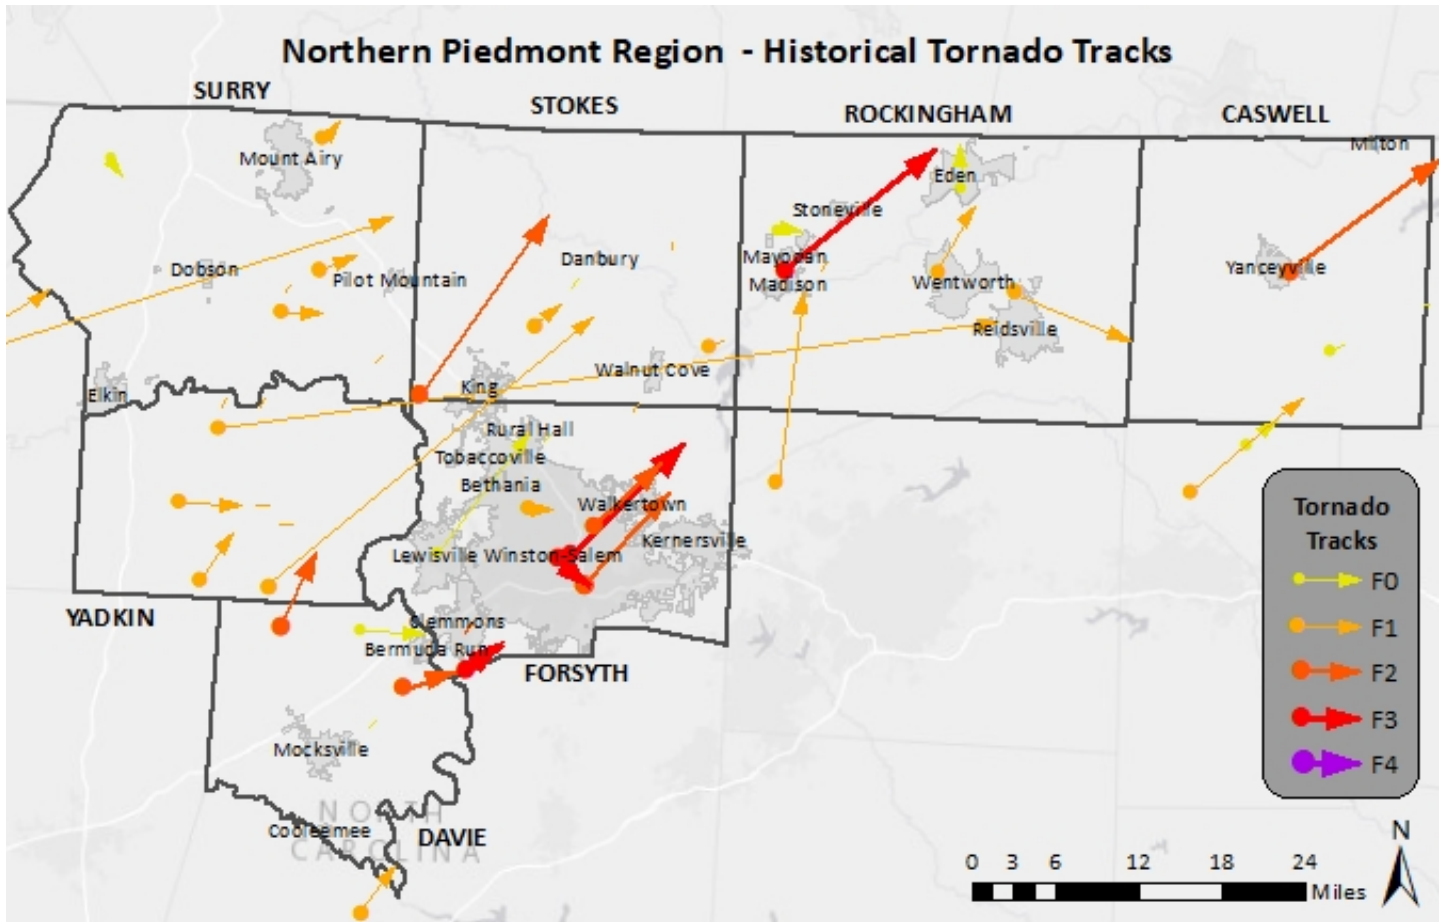 Northern Piedmont Region - Historical Tornado Tracks
SURRY
STOKES
ROCKINGHAM
CASWELL
Mount Airy
Milton
Eden
Stoneville
Dobson
Pilot Mountain
Danbury
Mayodan
Madison
Wentworth
Yanceyville
Reidsville
Elkin
King
Walnut Cove
Rural Hall
Tobaccoville
Bethania
Walkertown
Kernersville
Lewisville
Winston-Salem
YADKIN
Clemmons
Bermuda Run
FORSYTH
Mocksville
NORTH
CAROLINA
Cooleemee
DAVIE
Tornado
Tracks
F0
F1
F2
F3
F4
N
0 3 6 12 18 24
Miles